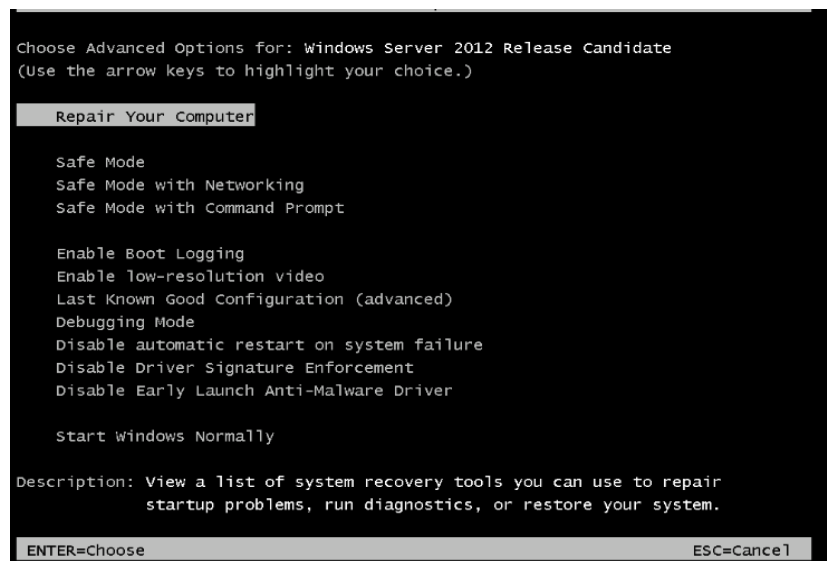 Choose Advanced Options for: Windows Server 2012 Release Candidate
(Use the arrow keys to highlight your choice.)
Repair Your Computer
Safe Mode
Safe Mode with Networking
Safe Mode with Command Prompt
Enable Boot Logging
Enable low-resolution video
Last Known Good Configuration (advanced)
Debugging Mode
Disable automatic restart on system failure
Disable Driver Signature Enforcement
Disable Early Launch Anti-Malware Driver
Start Windows Normally
Description: View a list of system recovery tools you can use to repair
startup problems, run diagnostics, or restore your system.
ENTER=Choose ESC=Cancel